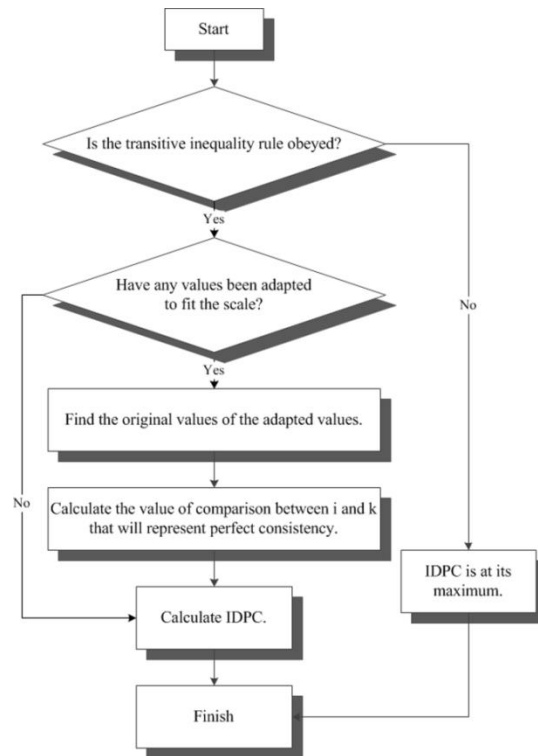 Start
Is the transitive inequality rule obeyed?
Yes
Have any values been adapted
to fit the scale?
No
Yes
Find the original values of the adapted values.
No
Calculate the value of comparison between i and k
that will represent perfect consistency.
IDPC is at its
maximum.
Calculate IDPC.
Finish